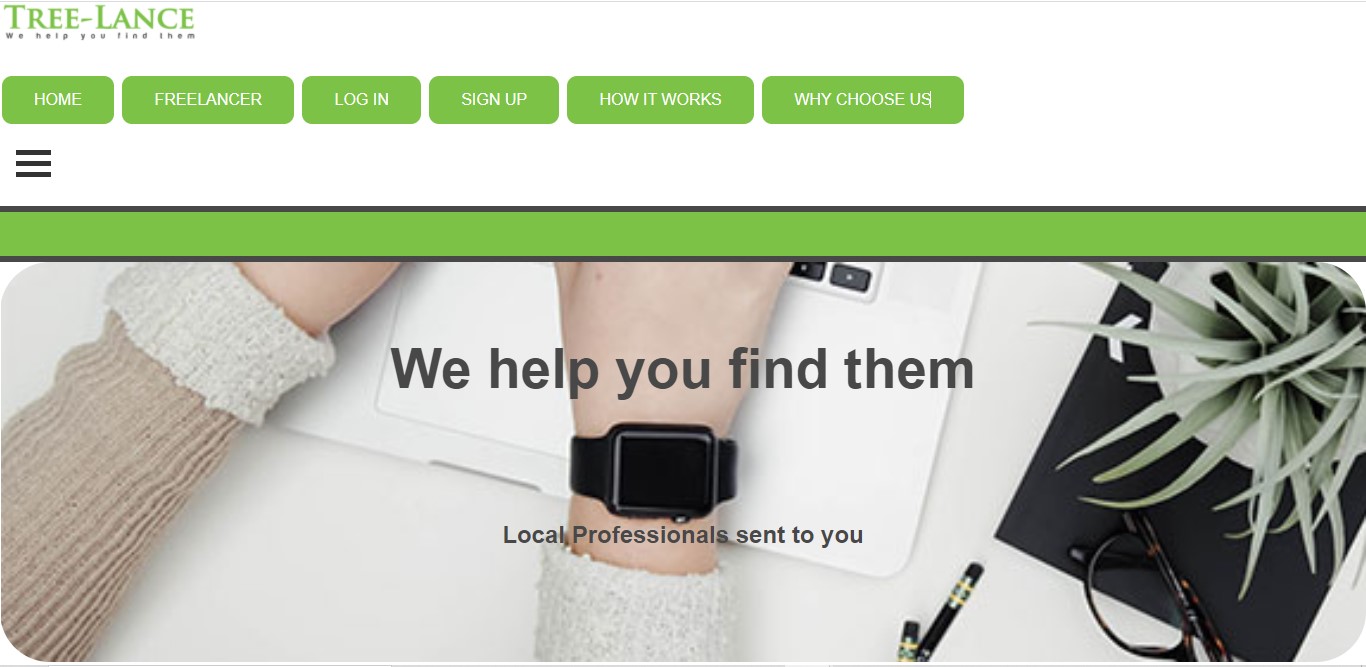 TREE-LANCE
We help you find them
HOME FREELANCER LOG IN SIGN UP HOW IT WORKS WHY CHOOSE US
We help you find them
Local Professionals sent to you